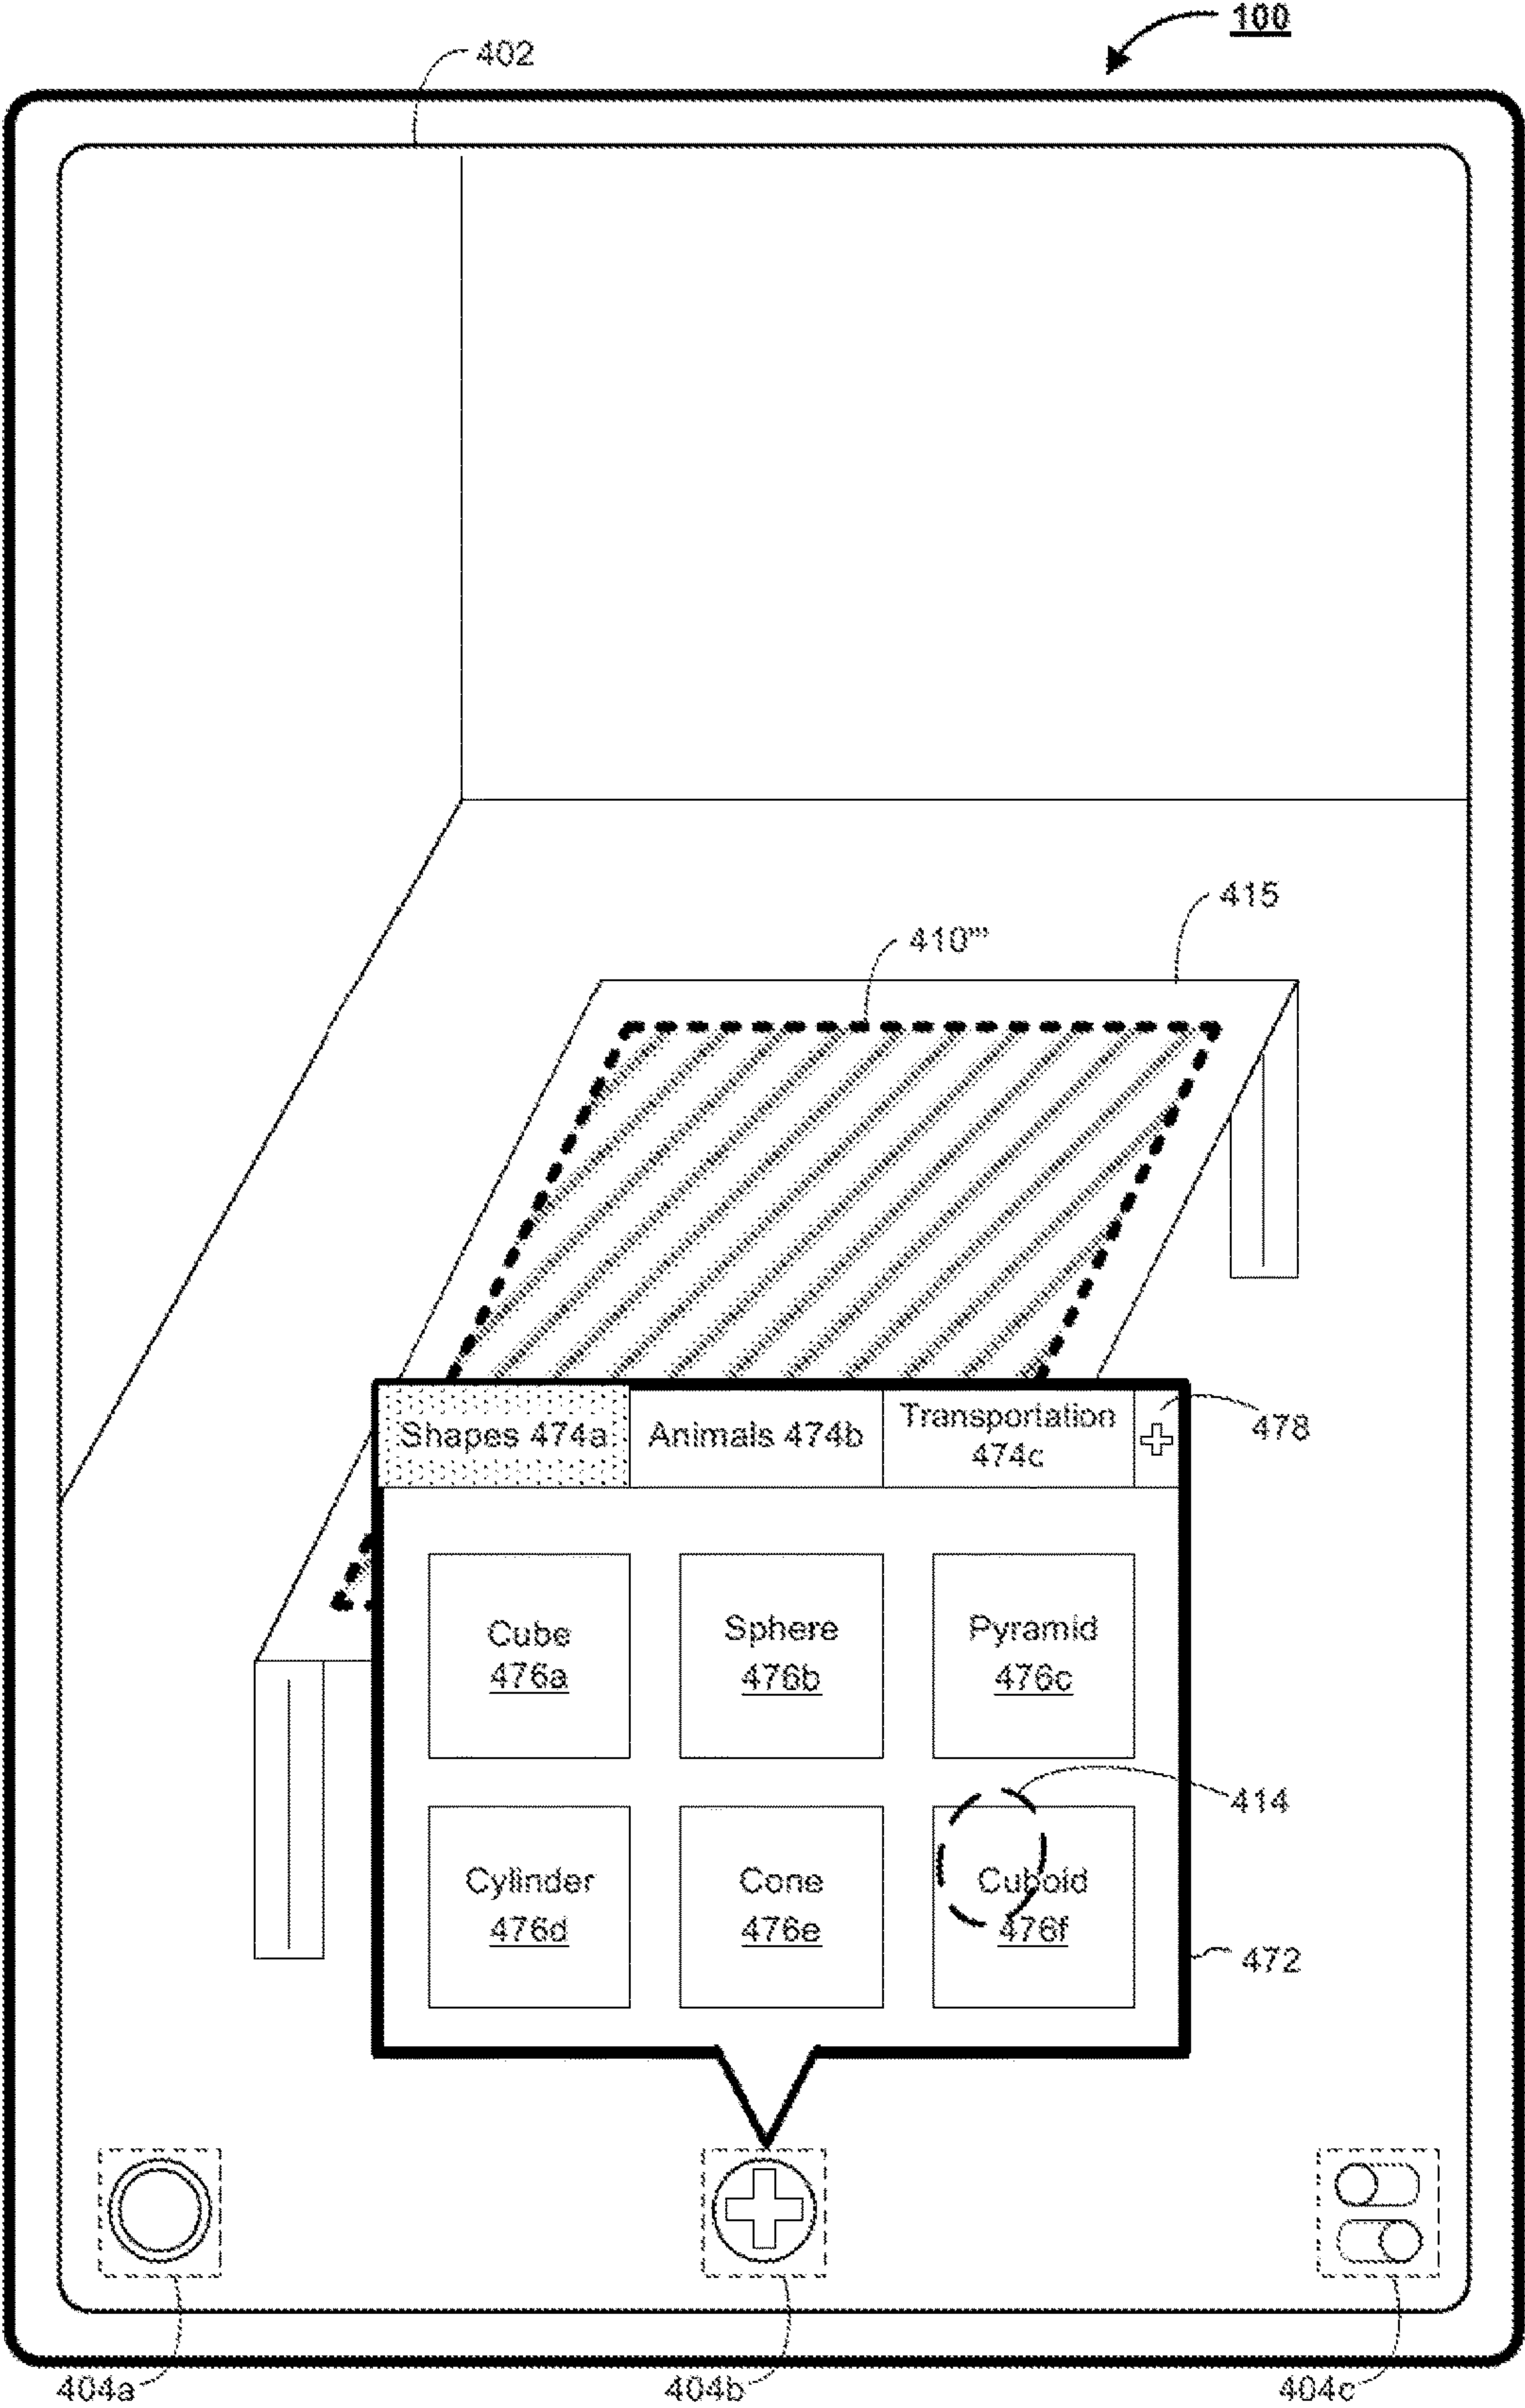 100
402
415
410'''
Shapes 474a
Animals 474b
Transportation
474c
478
Cube
476a
Sphere
476b
Pyramid
476c
414
Cylinder
476d
Cone
476e
Cuboid
476f
472
404a
404b
404c